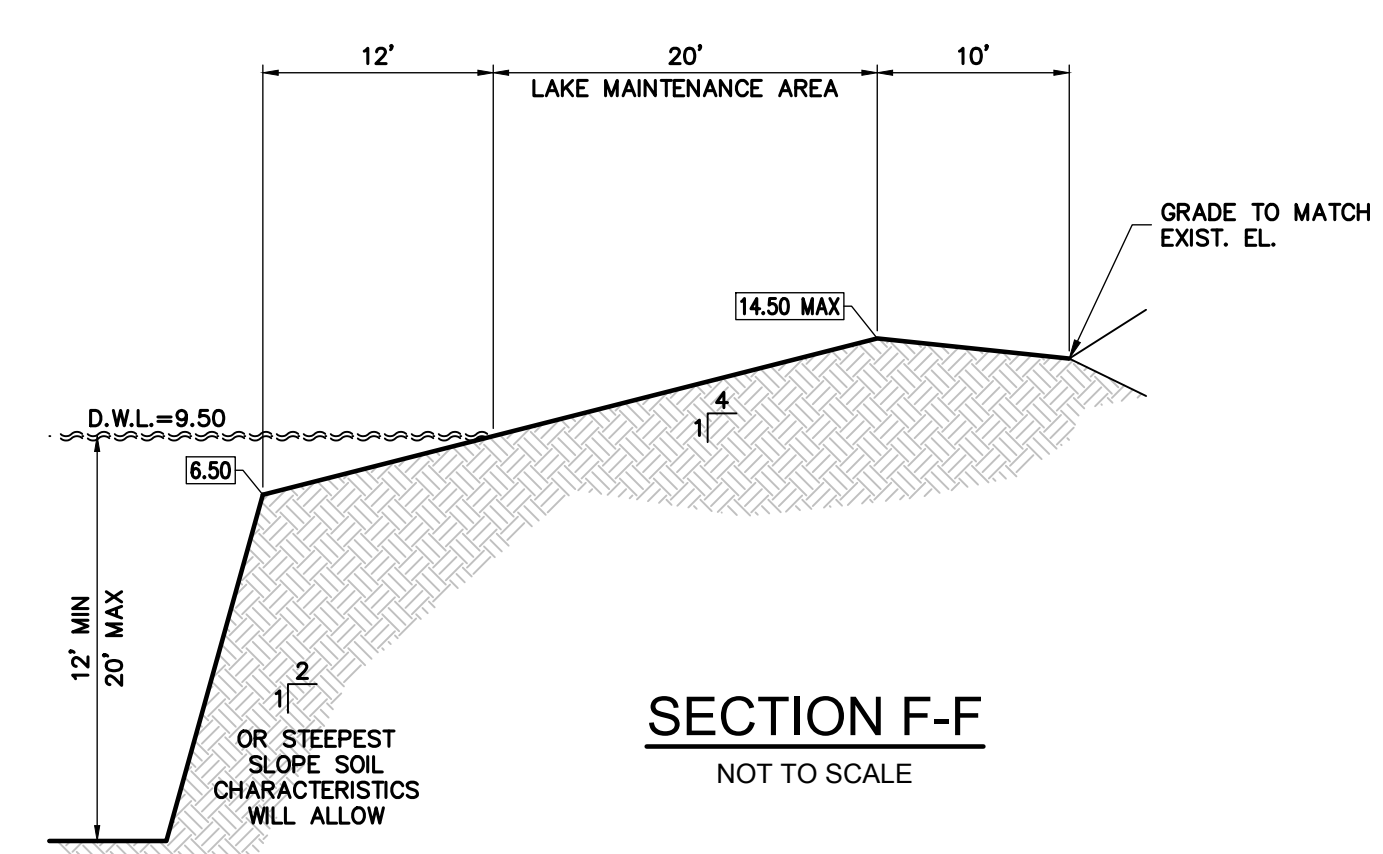 12'
20'
10'
LAKE MAINTENANCE AREA
GRADE TO MATCH
EXIST. EL.
14.50 MAX
D.W.L.=9.50
4
1
6.50
12' MIN
20' MAX
2
1
OR STEEPEST
SLOPE SOIL
CHARACTERISTICS
WILL ALLOW
SECTION F-F
NOT TO SCALE